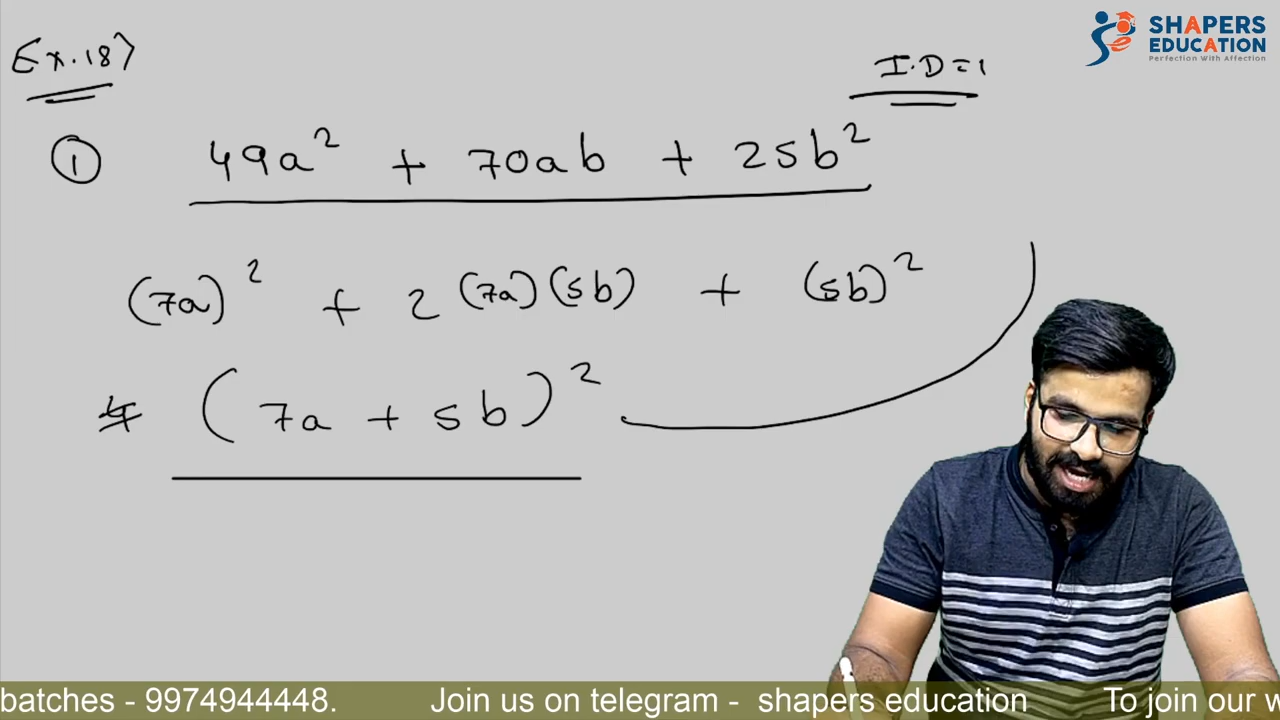 Ex. 18>
I.D = 1
SHAPERS
EDUCATION
Perfection With Affection
① 49a² + 70ab + 25b²
(7a)² + 2 (7a)(5b) + (5b)²
(7a + 5b)²
batches - 9974944448. Join us on telegram - shapers education To join our w